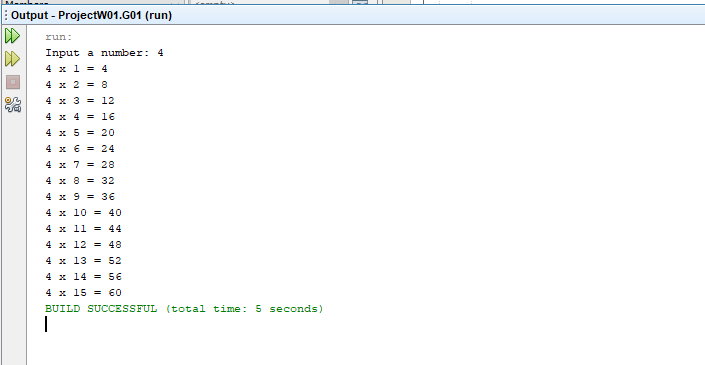 Output - ProjectW01.G01 (run)
run:
Input a number: 4
4 x 1 = 4
4 x 2 = 8
4 x 3 = 12
4 x 4 = 16
4 x 5 = 20
4 x 6 = 24
4 x 7 = 28
4 x 8 = 32
4 x 9 = 36
4 x 10 = 40
4 x 11 = 44
4 x 12 = 48
4 x 13 = 52
4 x 14 = 56
4 x 15 = 60
BUILD SUCCESSFUL (total time: 5 seconds)